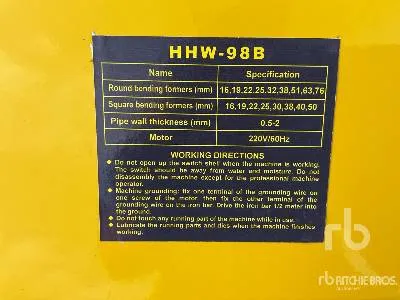 HHW-98B
Name Specification
Round bending formers (mm) 16,19,22,25,32,38,51,63,76
Square bending formers (mm) 16,19,22,25,30,38,40,50
Pipe wall thickness (mm) 0.5-2
Motor 220V/60Hz
WORKING DIRECTIONS
● Do not open up the switch shelf when the machine is working.
The switch should be away from water and moisture. Do not
disassembly the machine except for the professional machine
operator.
● Machine grounding: fix one terminal of the grounding wire on
one screw of the motor, then fix the other terminal of the
grounding wire on the iron bar. Drive the iron bar 1/2 meter into
the ground.
● Do not touch any running part of the machine while in use.
● Lubricate the running parts and dies when the machine finishes
working.
rb
RITCHIE BROS